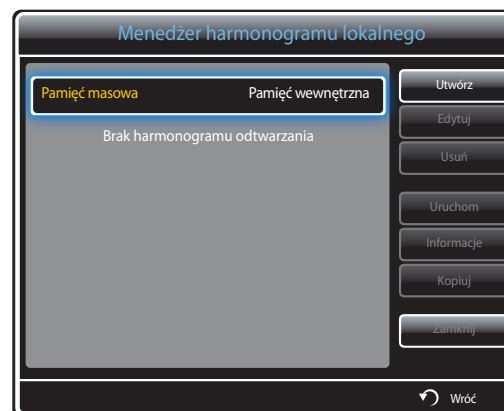 Menedżer harmonogramu lokalnego
Pamięć masowa Pamięć wewnętrzna
Brak harmonogramu odtwarzania
Utwórz
Edytuj
Usuń
Uruchom
Informacje
Kopiuj
Zamknij
Wróć